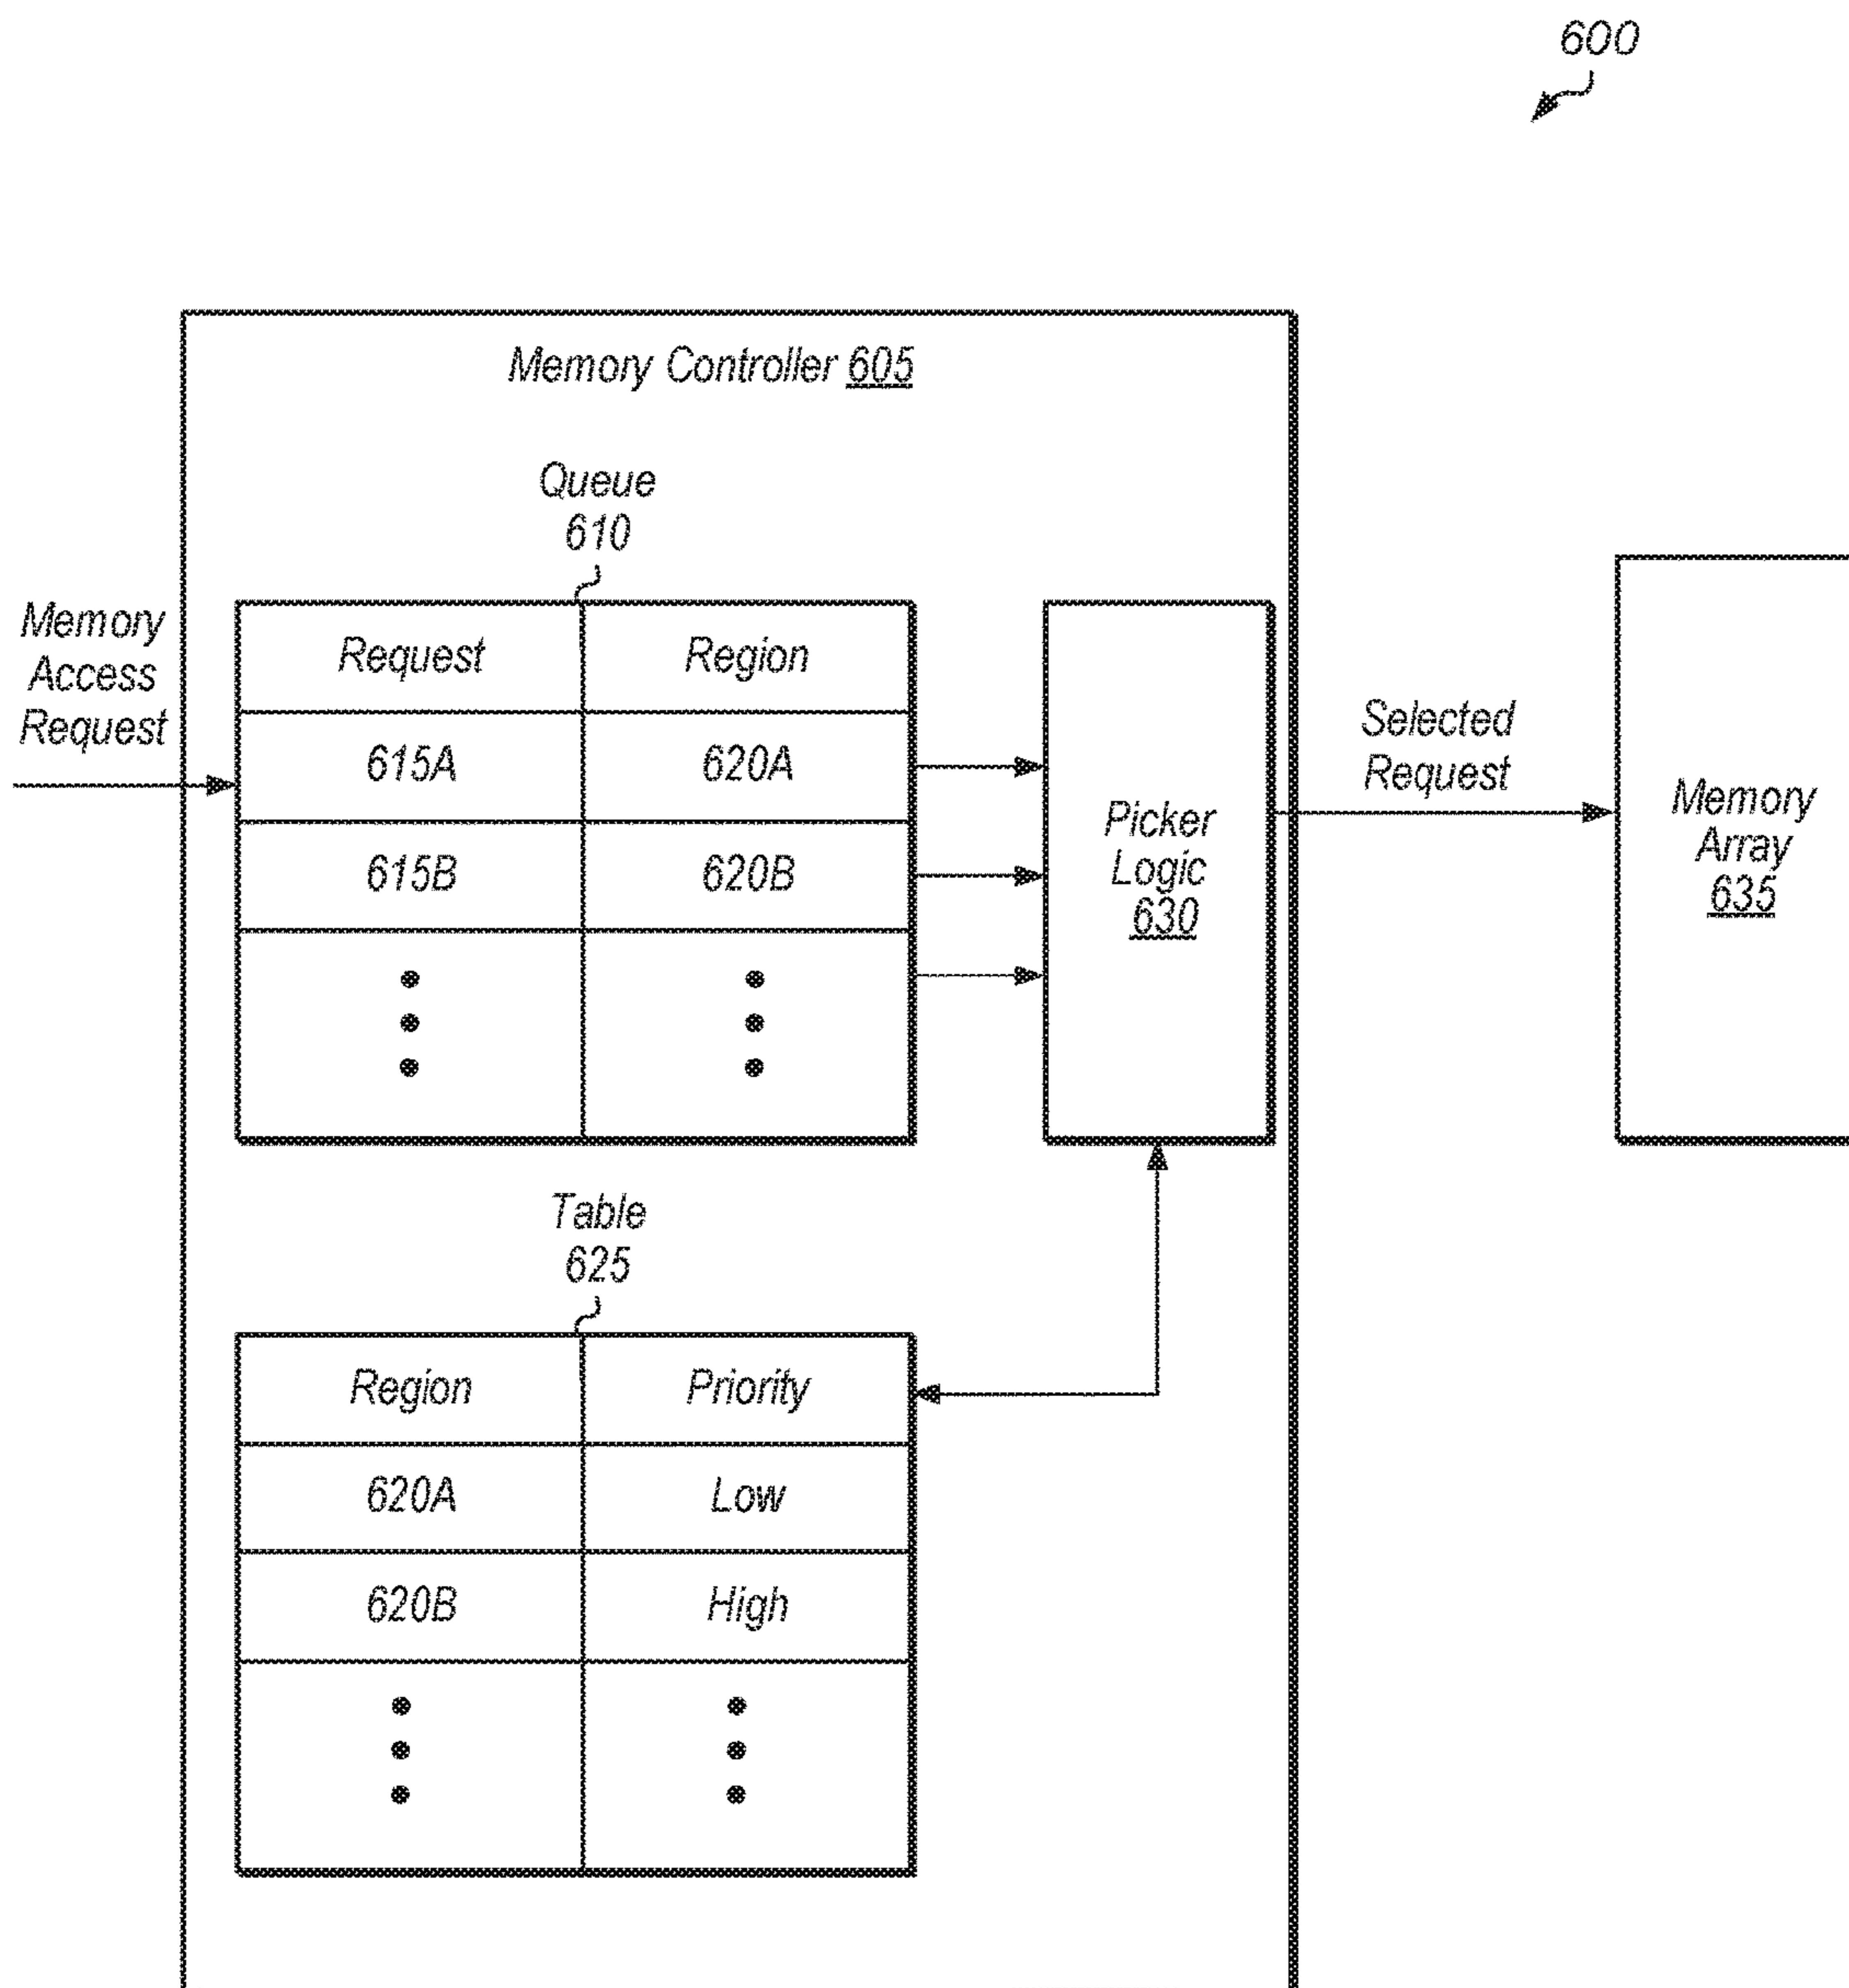 600
Memory Controller 605
Queue
610
Memory
Access
Request
Request Region
615A 620A
615B 620B
Picker
Logic
630
Selected
Request
Memory
Array
635
Table
625
Region Priority
620A Low
620B High